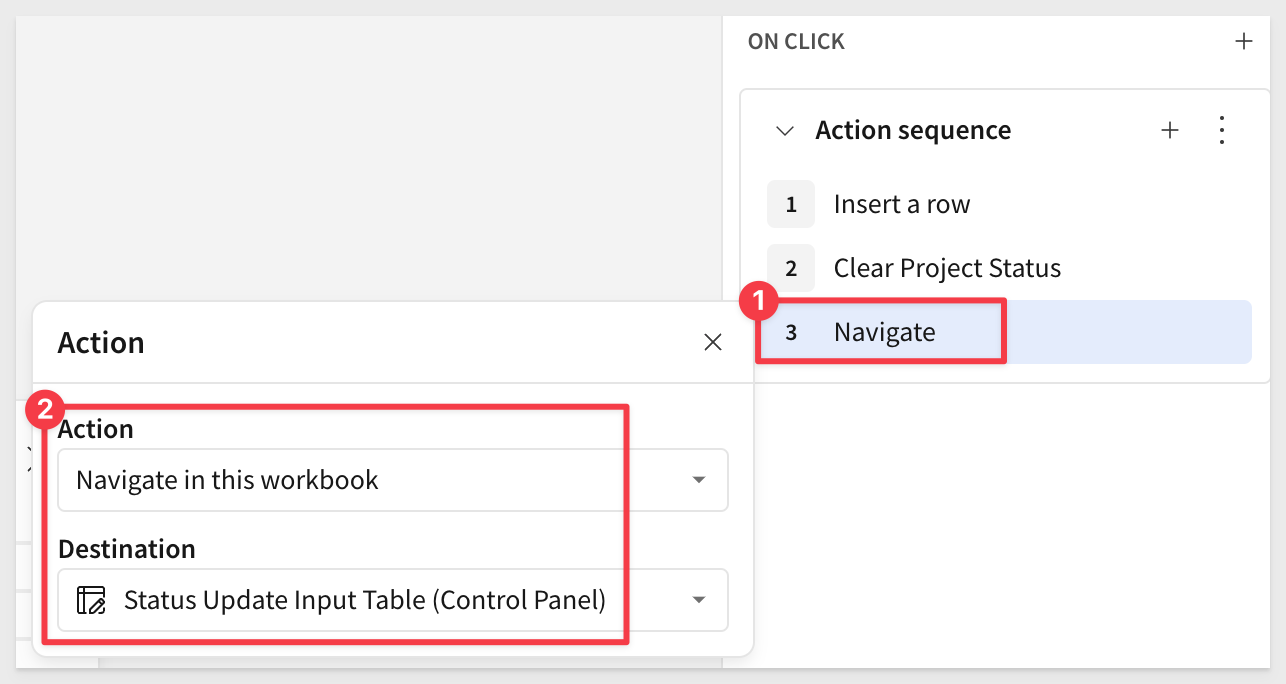 ON CLICK
Action sequence
1 Insert a row
2 Clear Project Status
1
3 Navigate
Action
2
Action
Navigate in this workbook
Destination
Status Update Input Table (Control Panel)